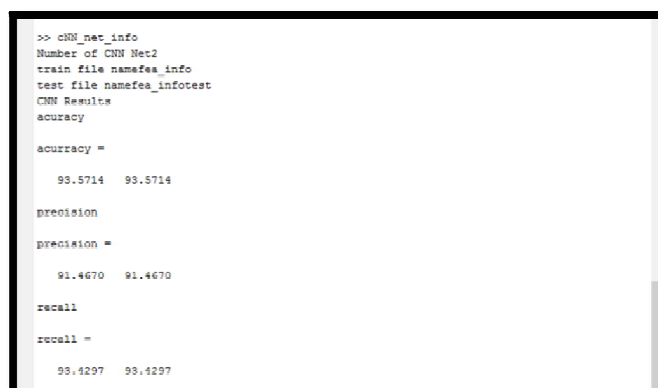 >> cNN_net_info
Number of CNN Net2
train file namefea_info
test file namefea_infotest
CNN Results
acuracy
acurracy =
93.5714 93.5714
precision
precision =
91.4670 91.4670
recall
recall =
93.4297 93.4297